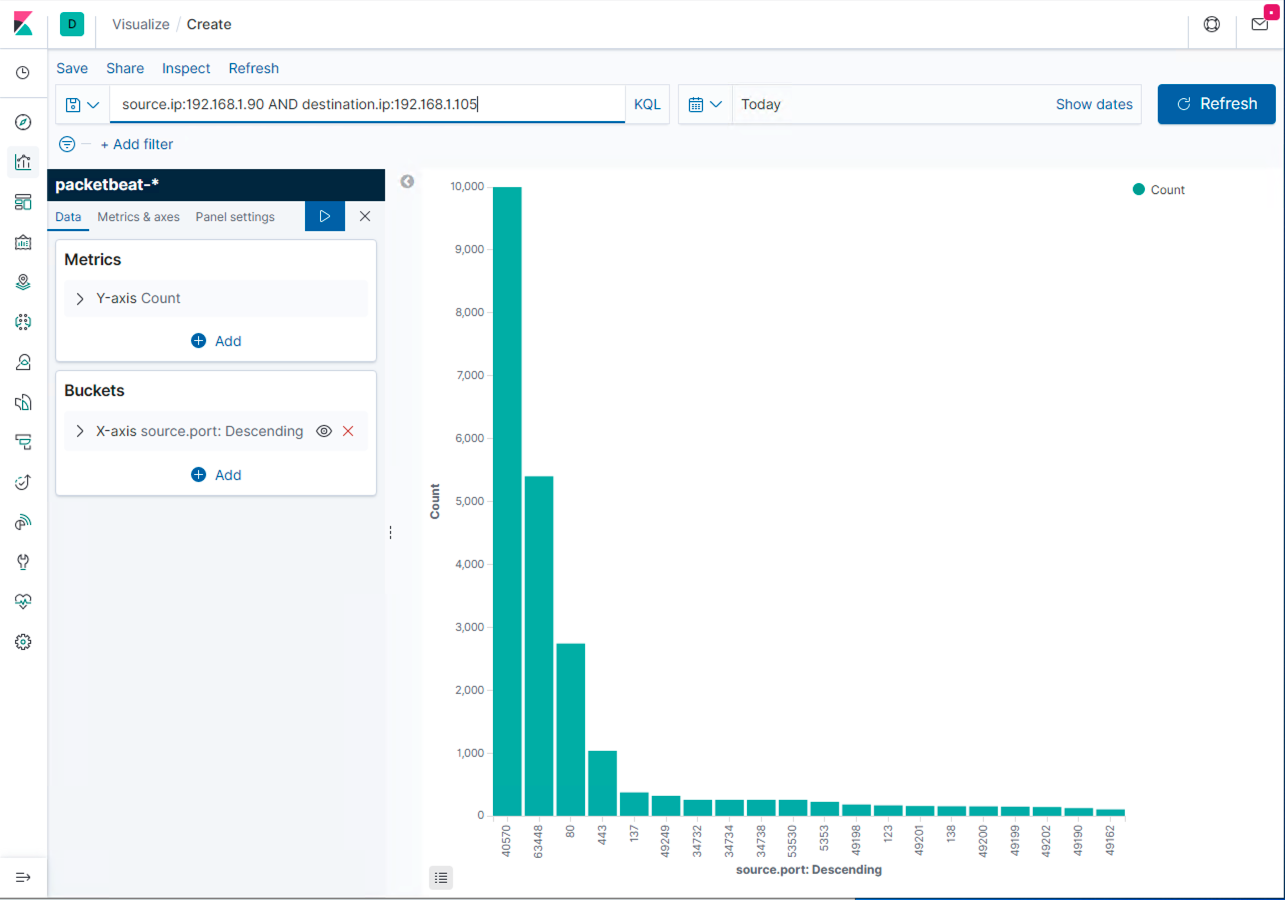 D Visualize / Create
Save Share Inspect Refresh
source.ip:192.168.1.90 AND destination.ip:192.168.1.105 KQL Today Show dates Refresh
+ Add filter
packetbeat-*
Data Metrics & axes Panel settings
Metrics
Y-axis Count
Add
Buckets
X-axis source.port: Descending
Add
10,000
9,000
8,000
7,000
6,000
5,000
4,000
3,000
2,000
1,000
0
Count
40570 63448 80 443 137 49249 34732 34734 34738 53530 5353 49198 123 49201 138 49200 49199 49202 49190 49162
source.port: Descending
Count